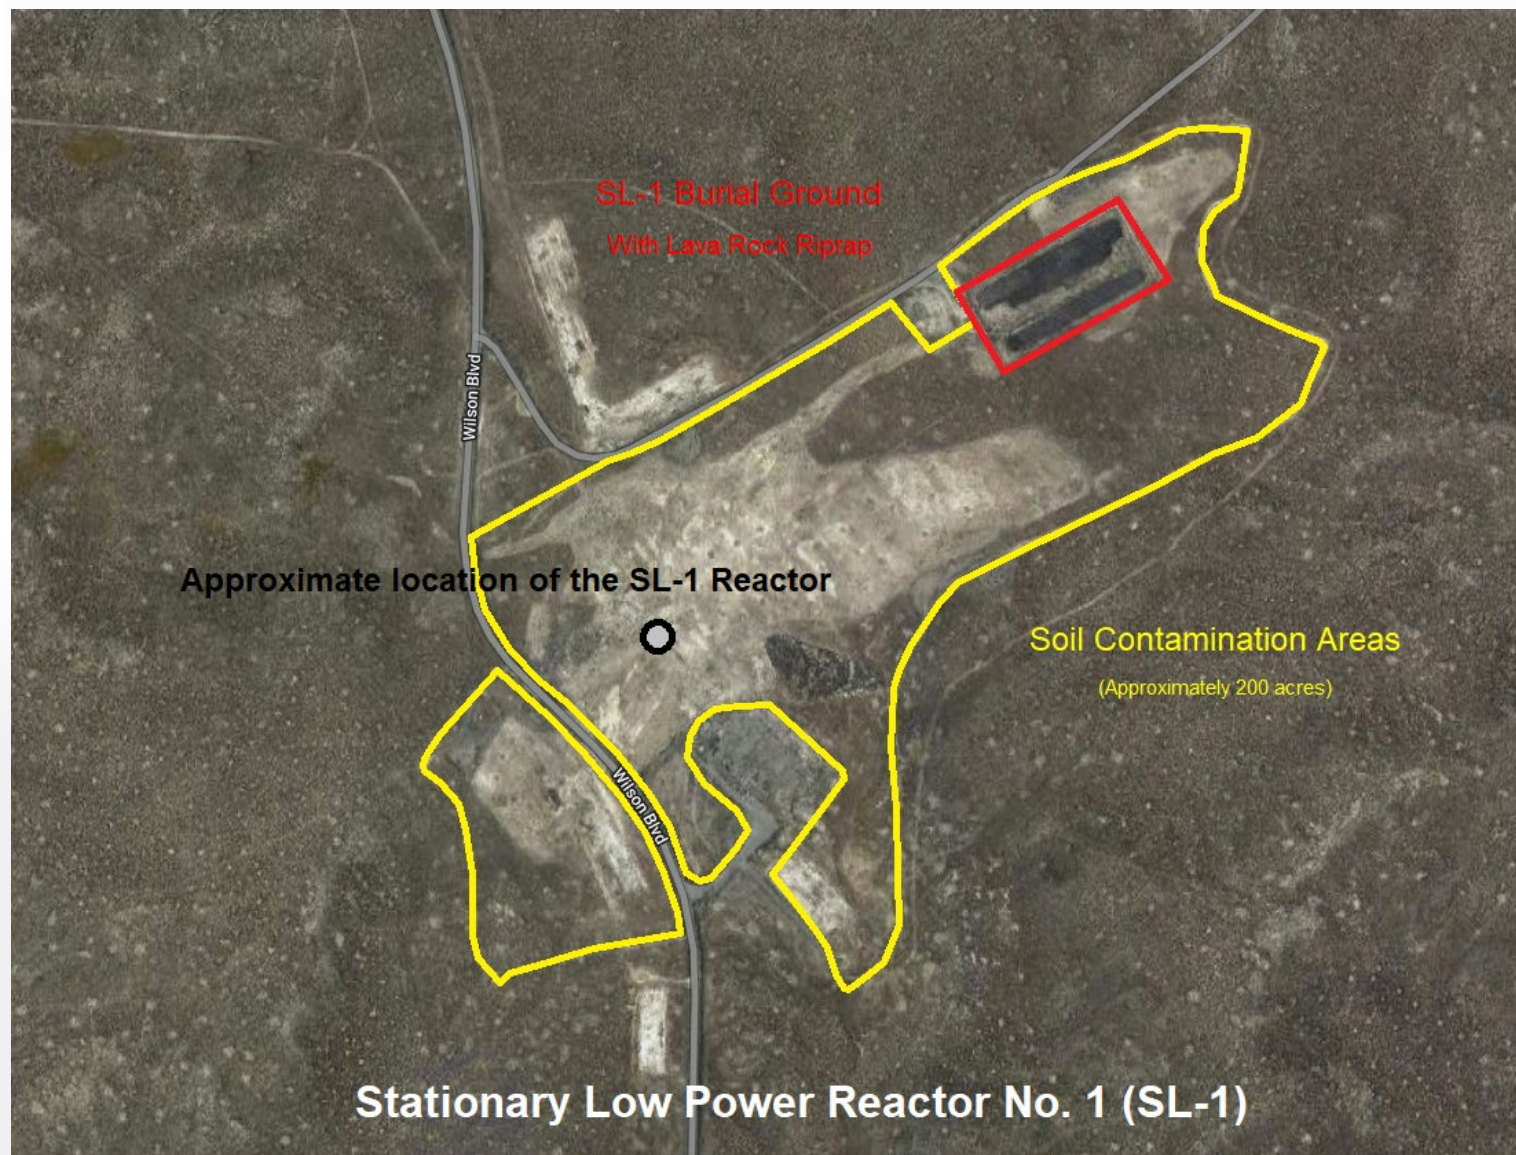 SL-1 Burial Ground
With Lava Rock Riprap
Wilson Blvd
Approximate location of the SL-1 Reactor
Soil Contamination Areas
(Approximately 200 acres)
Wilson Blvd
Stationary Low Power Reactor No. 1 (SL-1)